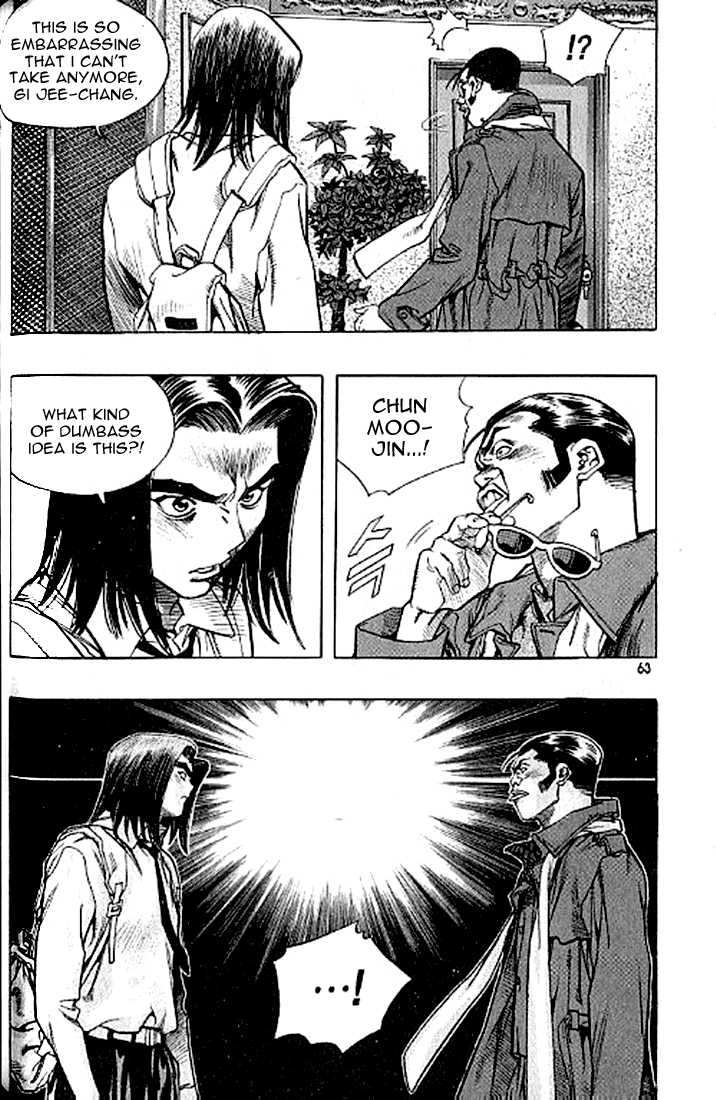 THIS IS SO
EMBARRASSING
THAT I CAN'T
TAKE ANYMORE,
GI JEE-CHANG.
!?
WHAT KIND
OF DUMBASS
IDEA IS THIS?!
CHUN
MOO-
JIN...!
63
...!